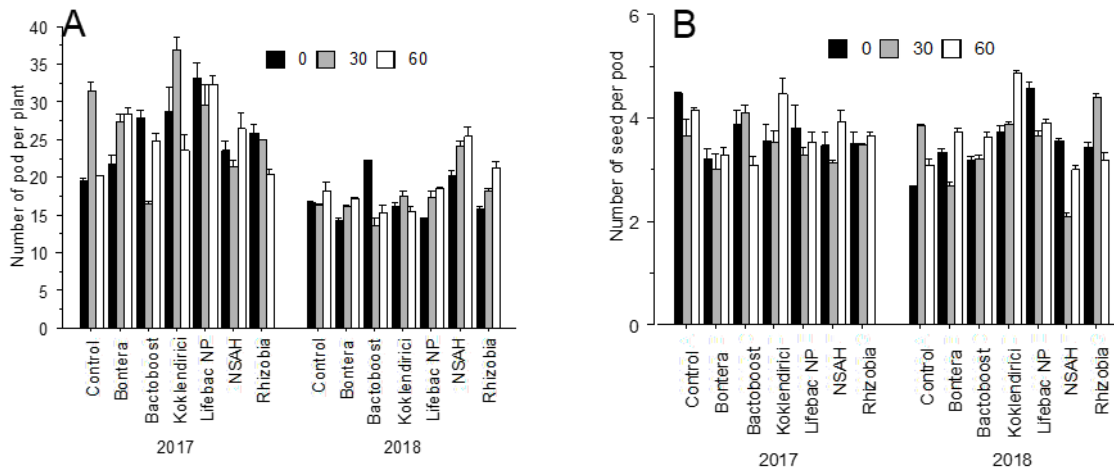 A
Number of pod per plant
40
35
30
25
20
15
10
5
0
0 30 60
Control
Bontera
Bactoboost
Koklendirici
Lifebac NP
NSAH
Rhizobia
Control
Bontera
Bactoboost
Koklendirici
Lifebac NP
NSAH
Rhizobia
2017 2018
B
Number of seed per pod
6
4
2
0
0 30 60
Control
Bontera
Bactoboost
Koklendirici
Lifebac NP
NSAH
Rhizobia
Control
Bontera
Bactoboost
Koklendirici
Lifebac NP
NSAH
Rhizobia
2017 2018